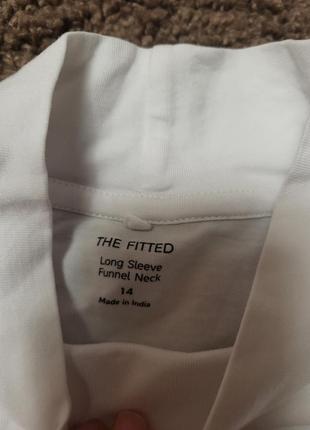 THE FITTED
Long Sleeve
Funnel Neck
14
Made in India